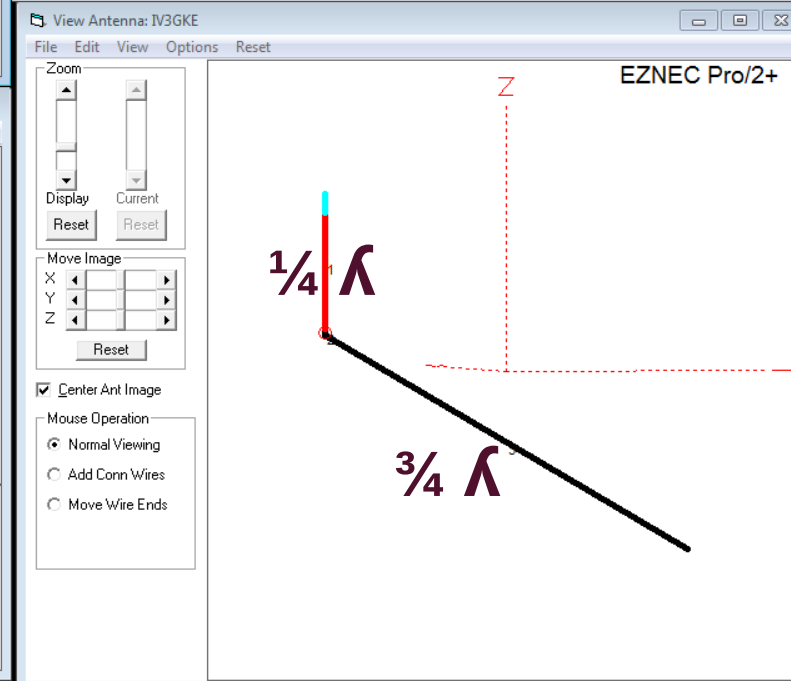 View Antenna: IV3GKE
File Edit View Options Reset
Zoom
Display Current
Reset Reset
Move Image
X
Y
Z
Reset
Center Ant Image
Mouse Operation
Normal Viewing
Add Conn Wires
Move Wire Ends
EZNEC Pro/2+
Z
1
¼ ʎ
¾ ʎ